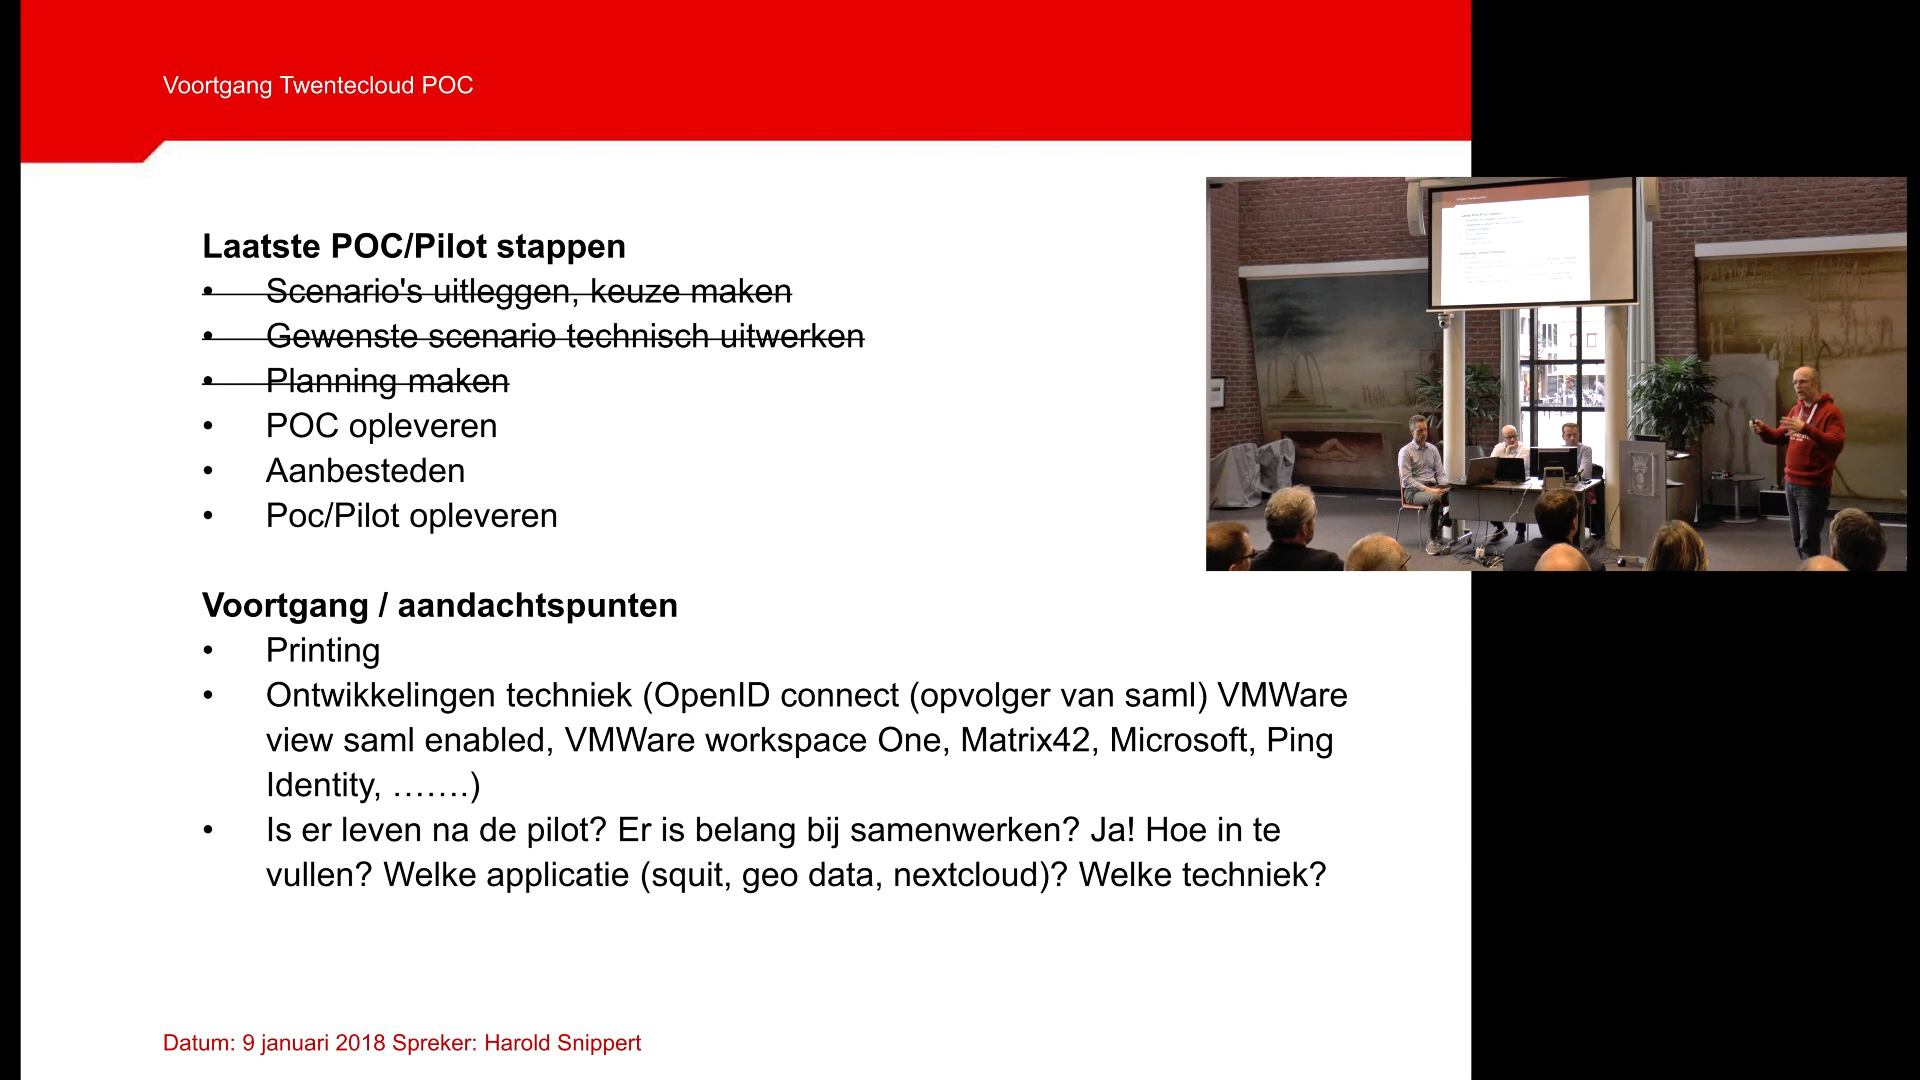 Voortgang Twentecloud POC
Laatste POC/Pilot stappen
• Scenario's uitleggen, keuze maken
• Gewenste scenario technisch uitwerken
• Planning maken
• POC opleveren
• Aanbesteden
• Poc/Pilot opleveren
Voortgang / aandachtspunten
• Printing
• Ontwikkelingen techniek (OpenID connect (opvolger van saml) VMWare
view saml enabled, VMWare workspace One, Matrix42, Microsoft, Ping
Identity, …….)
• Is er leven na de pilot? Er is belang bij samenwerken? Ja! Hoe in te
vullen? Welke applicatie (squit, geo data, nextcloud)? Welke techniek?
Datum: 9 januari 2018 Spreker: Harold Snippert